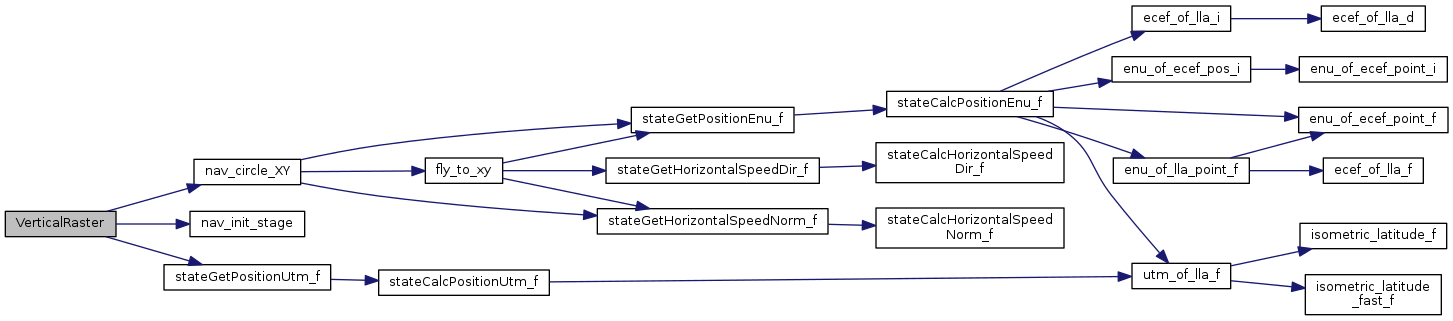 VerticalRaster
nav_circle_XY
nav_init_stage
stateGetPositionUtm_f
fly_to_xy
stateCalcPositionUtm_f
stateGetPositionEnu_f
stateGetHorizontalSpeedDir_f
stateGetHorizontalSpeedNorm_f
stateCalcPositionEnu_f
stateCalcHorizontalSpeed
Dir_f
stateCalcHorizontalSpeed
Norm_f
ecef_of_lla_i
enu_of_ecef_pos_i
enu_of_lla_point_f
utm_of_lla_f
ecef_of_lla_d
enu_of_ecef_point_i
enu_of_ecef_point_f
ecef_of_lla_f
isometric_latitude_f
isometric_latitude
_fast_f